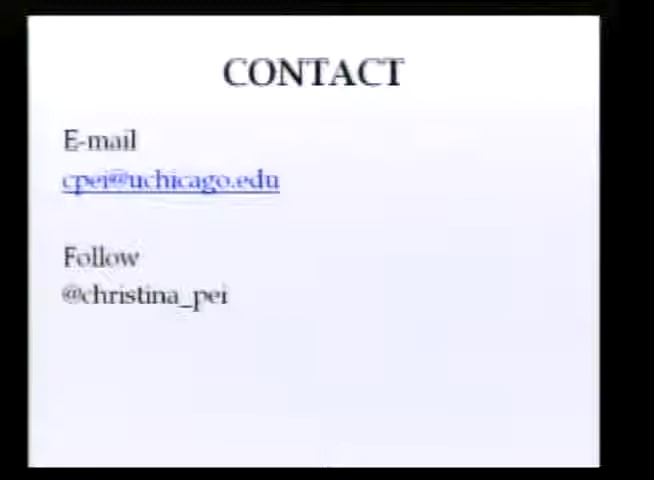 CONTACT
E-mail
cpei@uchicago.edu
Follow
@christina_pei